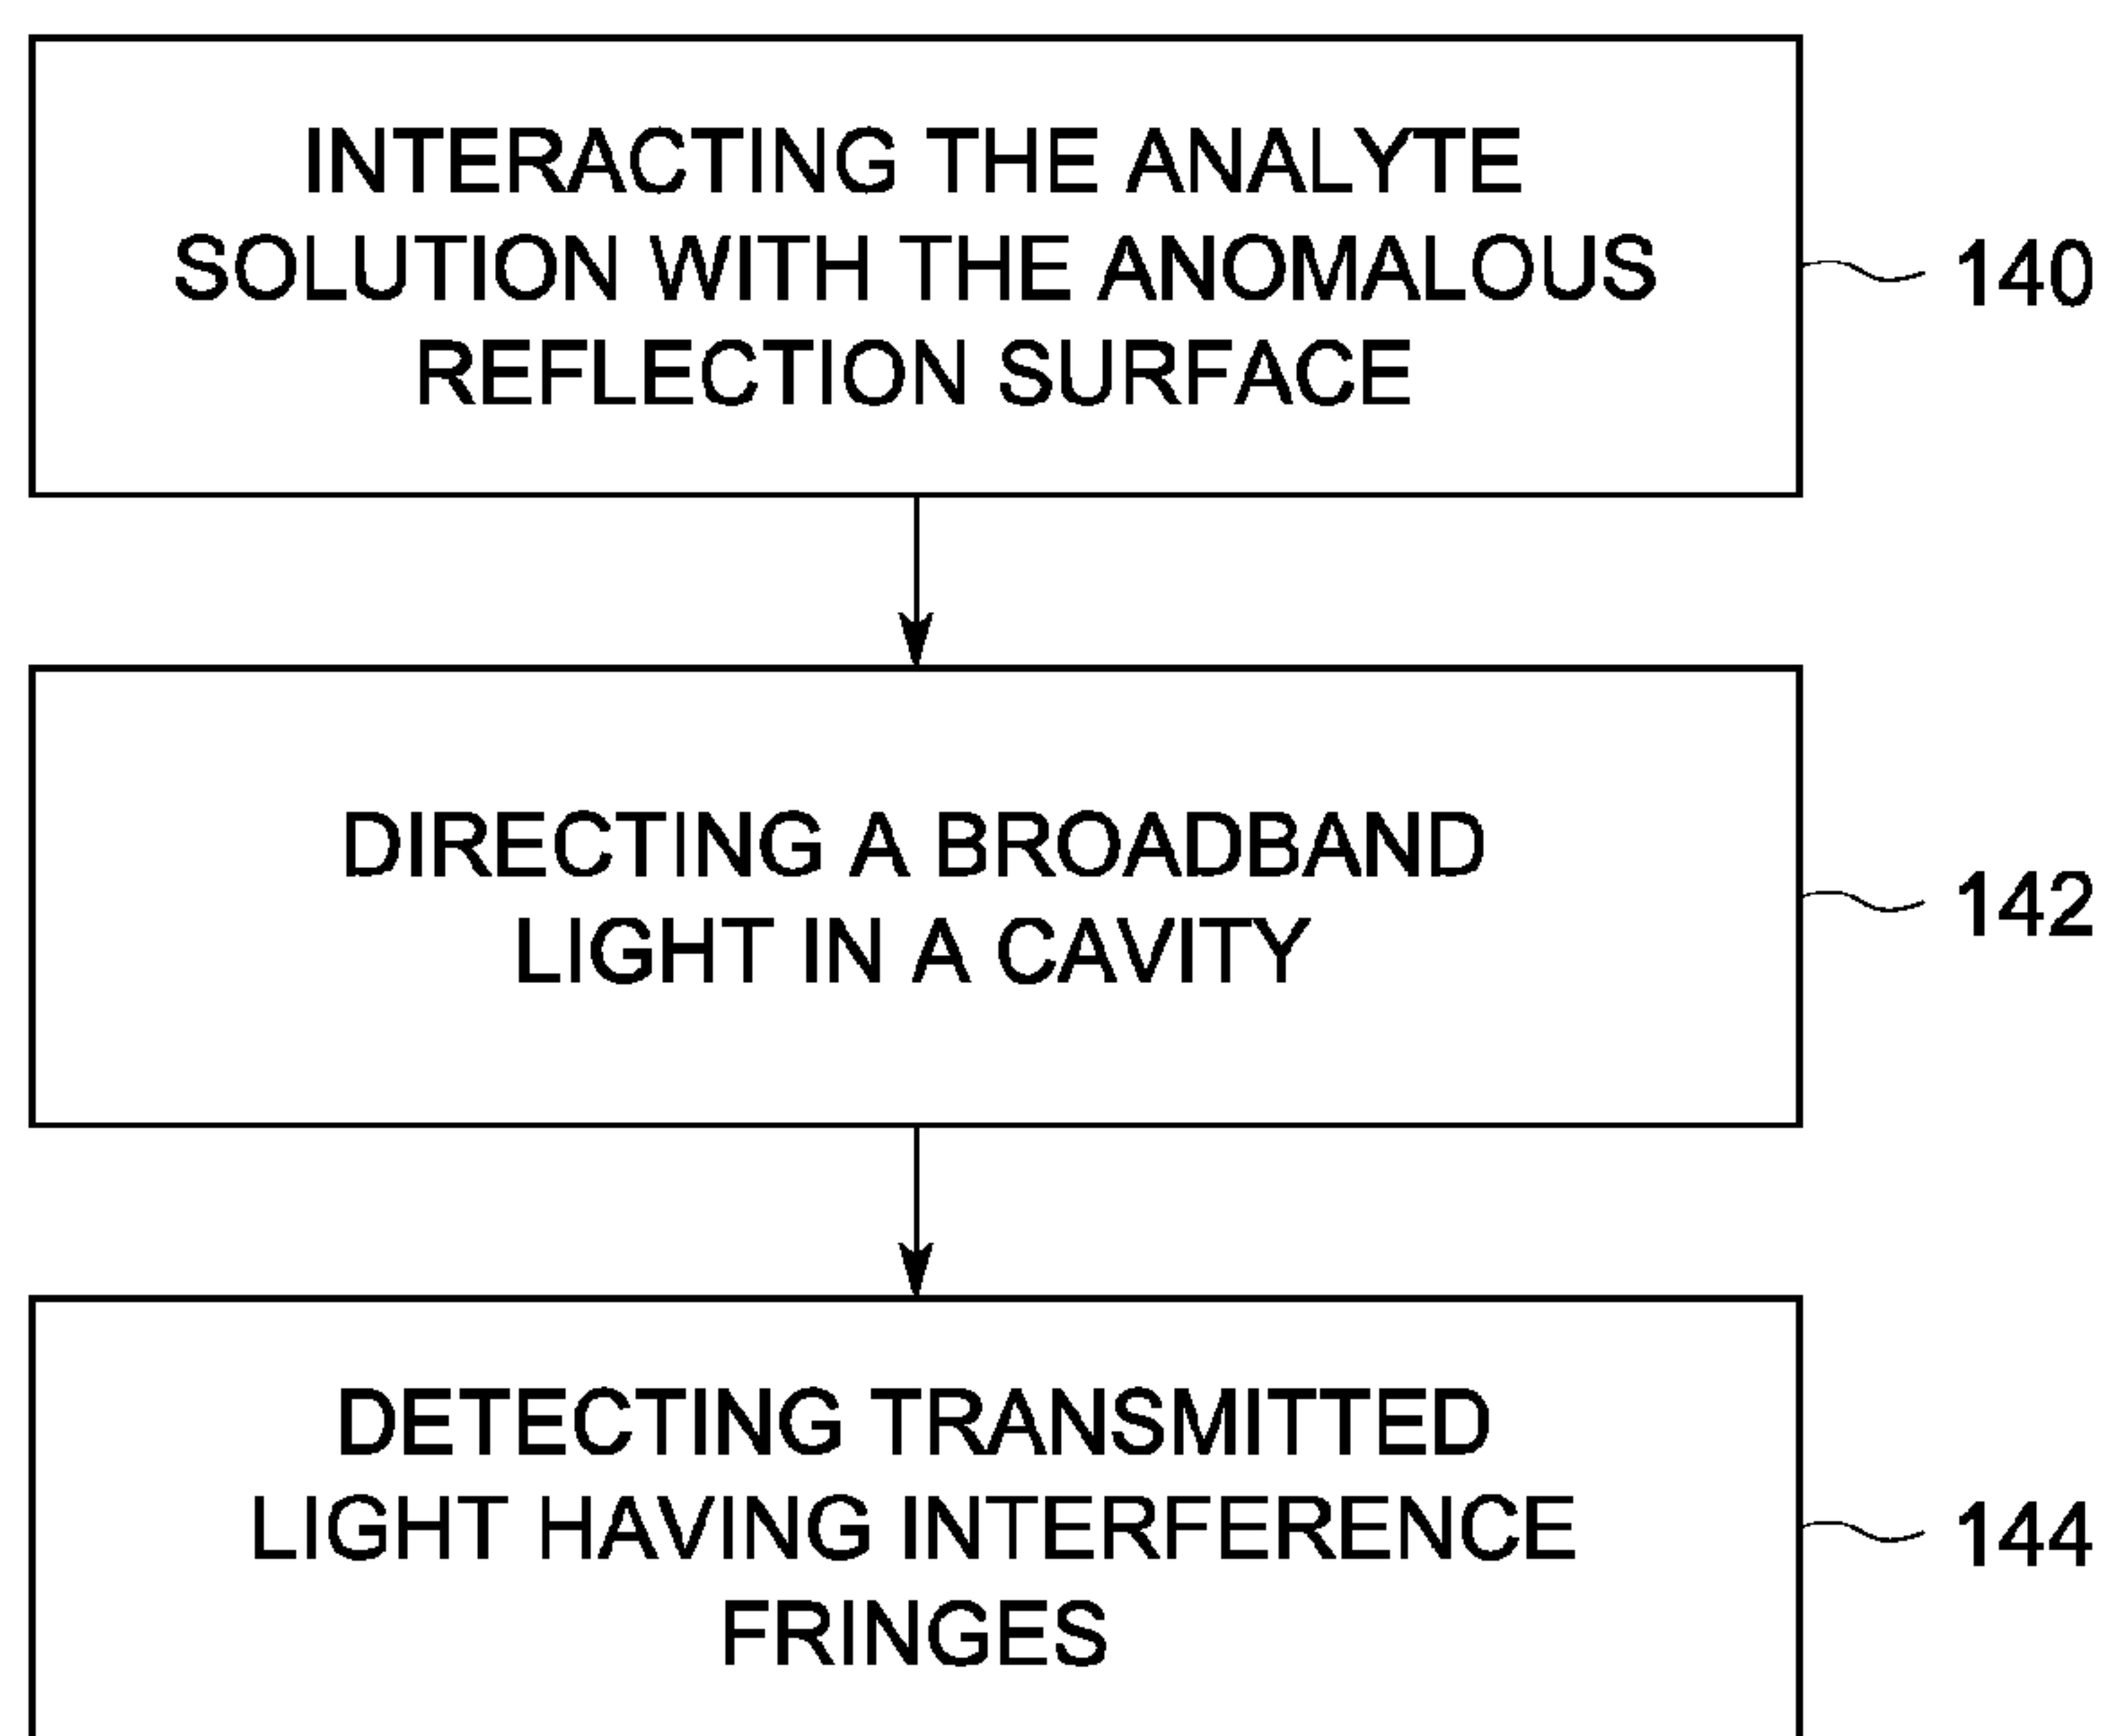 INTERACTING THE ANALYTE
SOLUTION WITH THE ANOMALOUS
REFLECTION SURFACE
140
DIRECTING A BROADBAND
LIGHT IN A CAVITY
142
DETECTING TRANSMITTED
LIGHT HAVING INTERFERENCE
FRINGES
144